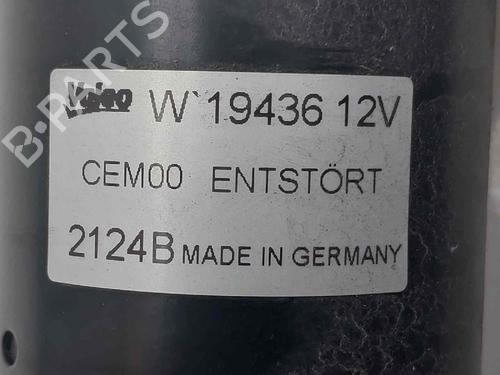 B-PARTS
Valeo W`19436 12V
CEM00 ENTSTÖRT
2124B MADE IN GERMANY